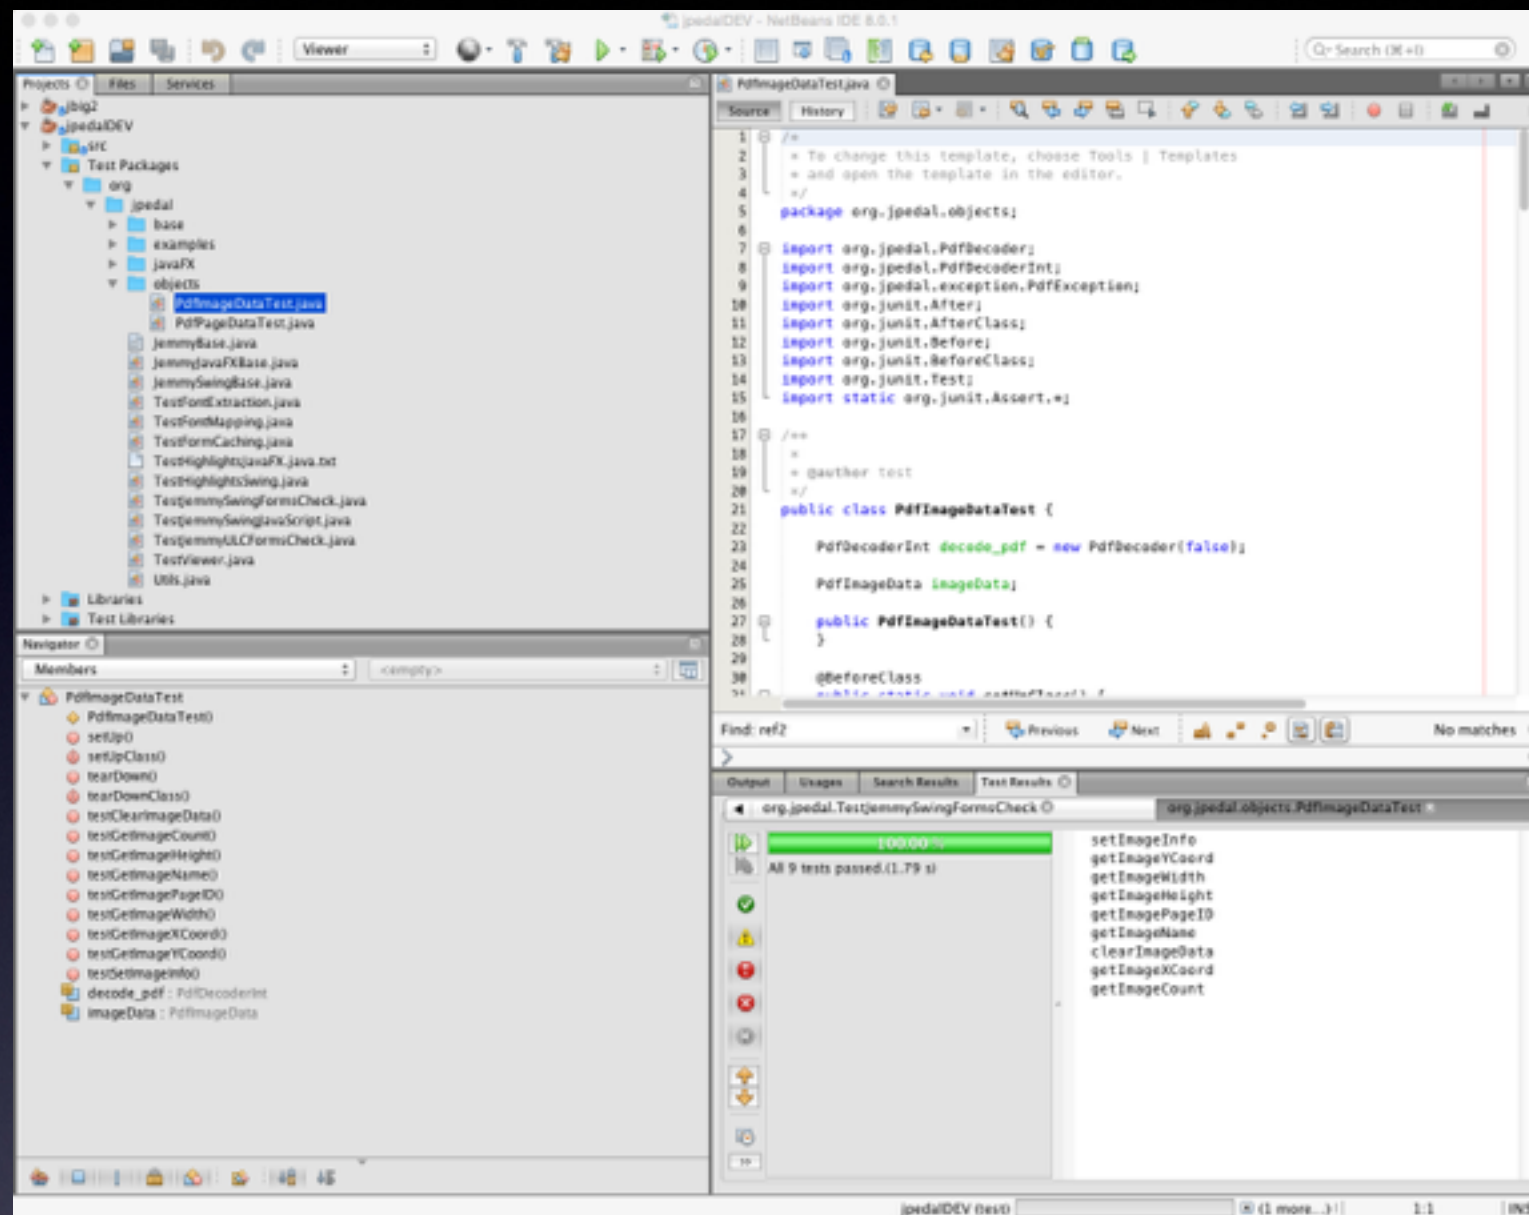 jpedalDEV - NetBeans IDE 8.0.1
Viewer
Search (⌘+I)
Projects Files Services
jbig2
jpedalDEV
src
Test Packages
org
jpedal
base
examples
javaFX
objects
PdfImageDataTest.java
PdfPageDataTest.java
JemmyBase.java
JemmyJavaFXBase.java
JemmySwingBase.java
TestFontExtraction.java
TestFontMapping.java
TestFormCaching.java
TestHighlightsJavaFX.java.txt
TestHighlightsSwing.java
TestJemmySwingFormsCheck.java
TestJemmySwingJavaScript.java
TestJemmyULCFormsCheck.java
TestViewer.java
Utils.java
Libraries
Test Libraries
Navigator
Members <empty>
PdfImageDataTest
PdfImageDataTest()
setUp()
setUpClass()
tearDown()
tearDownClass()
testClearImageData()
testGetImageCount()
testGetImageHeight()
testGetImageName()
testGetImagePageID()
testGetImageWidth()
testGetImageXCoord()
testGetImageYCoord()
testSetImageInfo()
decode_pdf : PdfDecoderInt
imageData : PdfImageData
PdfImageDataTest.java
Source History
1 /*
2 * To change this template, choose Tools | Templates
3 * and open the template in the editor.
4 */
5 package org.jpedal.objects;
6
7 import org.jpedal.PdfDecoder;
8 import org.jpedal.PdfDecoderInt;
9 import org.jpedal.exception.PdfException;
10 import org.junit.After;
11 import org.junit.AfterClass;
12 import org.junit.Before;
13 import org.junit.BeforeClass;
14 import org.junit.Test;
15 import static org.junit.Assert.*;
16
17 /**
18 *
19 * @author test
20 */
21 public class PdfImageDataTest {
22
23 PdfDecoderInt decode_pdf = new PdfDecoder(false);
24
25 PdfImageData imageData;
26
27 public PdfImageDataTest() {
28 }
29
30 @BeforeClass
31 public static void setUpClass() {
Find: ref2 Previous Next No matches
Output Usages Search Results Test Results
org.jpedal.TestJemmySwingFormsCheck org.jpedal.objects.PdfImageDataTest
100.00 %
All 9 tests passed.(1.79 s)
setImageInfo
getImageYCoord
getImageWidth
getImageHeight
getImagePageID
getImageName
clearImageData
getImageXCoord
getImageCount
jpedalDEV (test) (1 more...) 1:1 INS